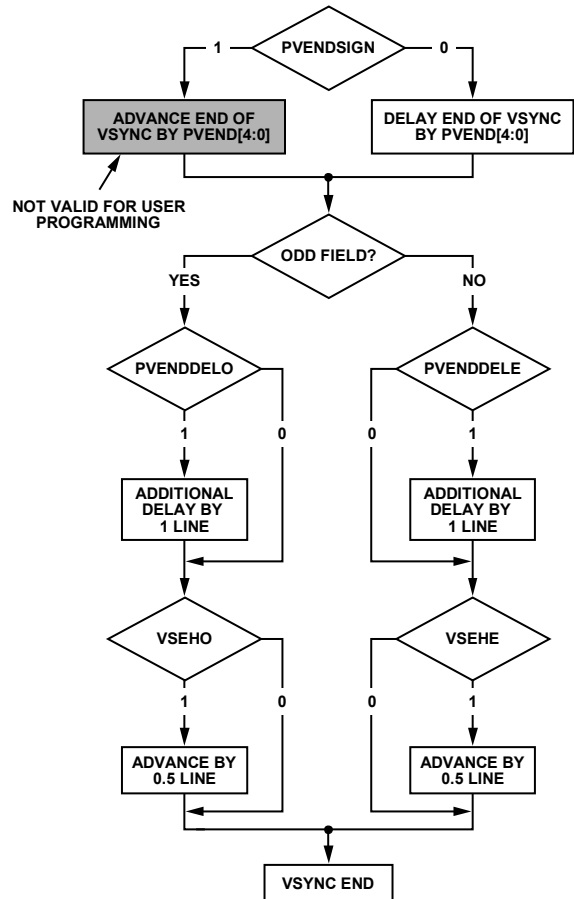 PVENDSIGN
1
0
ADVANCE END OF
VSYNC BY PVEND[4:0]
DELAY END OF VSYNC
BY PVEND[4:0]
NOT VALID FOR USER
PROGRAMMING
ODD FIELD?
YES
NO
PVENDDELO
PVENDDELE
1
0
0
1
ADDITIONAL
DELAY BY
1 LINE
ADDITIONAL
DELAY BY
1 LINE
VSEHO
VSEHE
1
0
0
1
ADVANCE BY
0.5 LINE
ADVANCE BY
0.5 LINE
VSYNC END